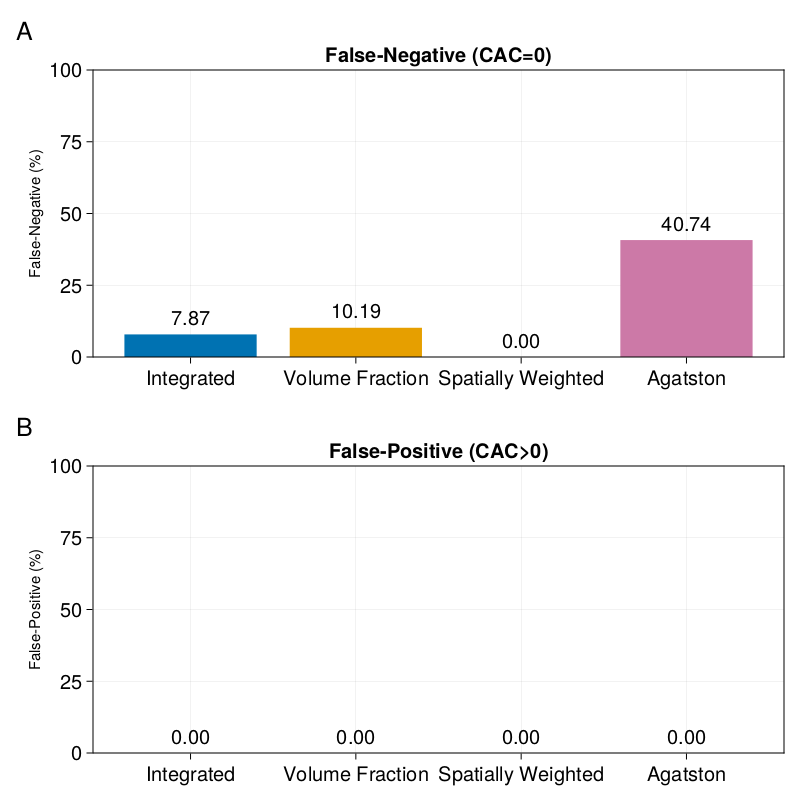 A
False-Negative (CAC=0)
False-Negative (%)
100
75
50
25
0
7.87
10.19
0.00
40.74
Integrated
Volume Fraction
Spatially Weighted
Agatston
B
False-Positive (CAC>0)
False-Positive (%)
100
75
50
25
0
0.00
0.00
0.00
0.00
Integrated
Volume Fraction
Spatially Weighted
Agatston